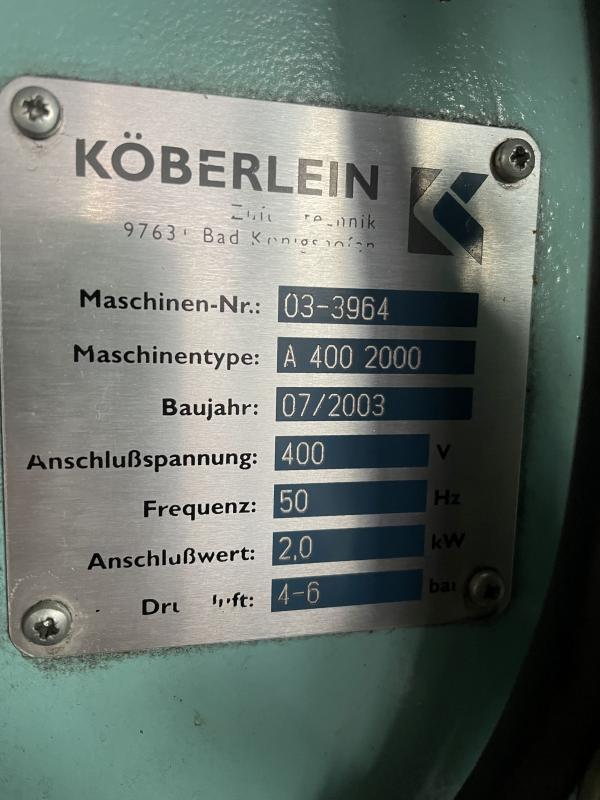 KÖBERLEIN
Bad
Maschinen-Nr.: 03-3964
Maschinentype: A 400 2000
Baujahr: 07/2003
Anschlußspannung: 400 V
Frequenz: 50 Hz
Anschlußwert: 2,0 kW
4-6 bar